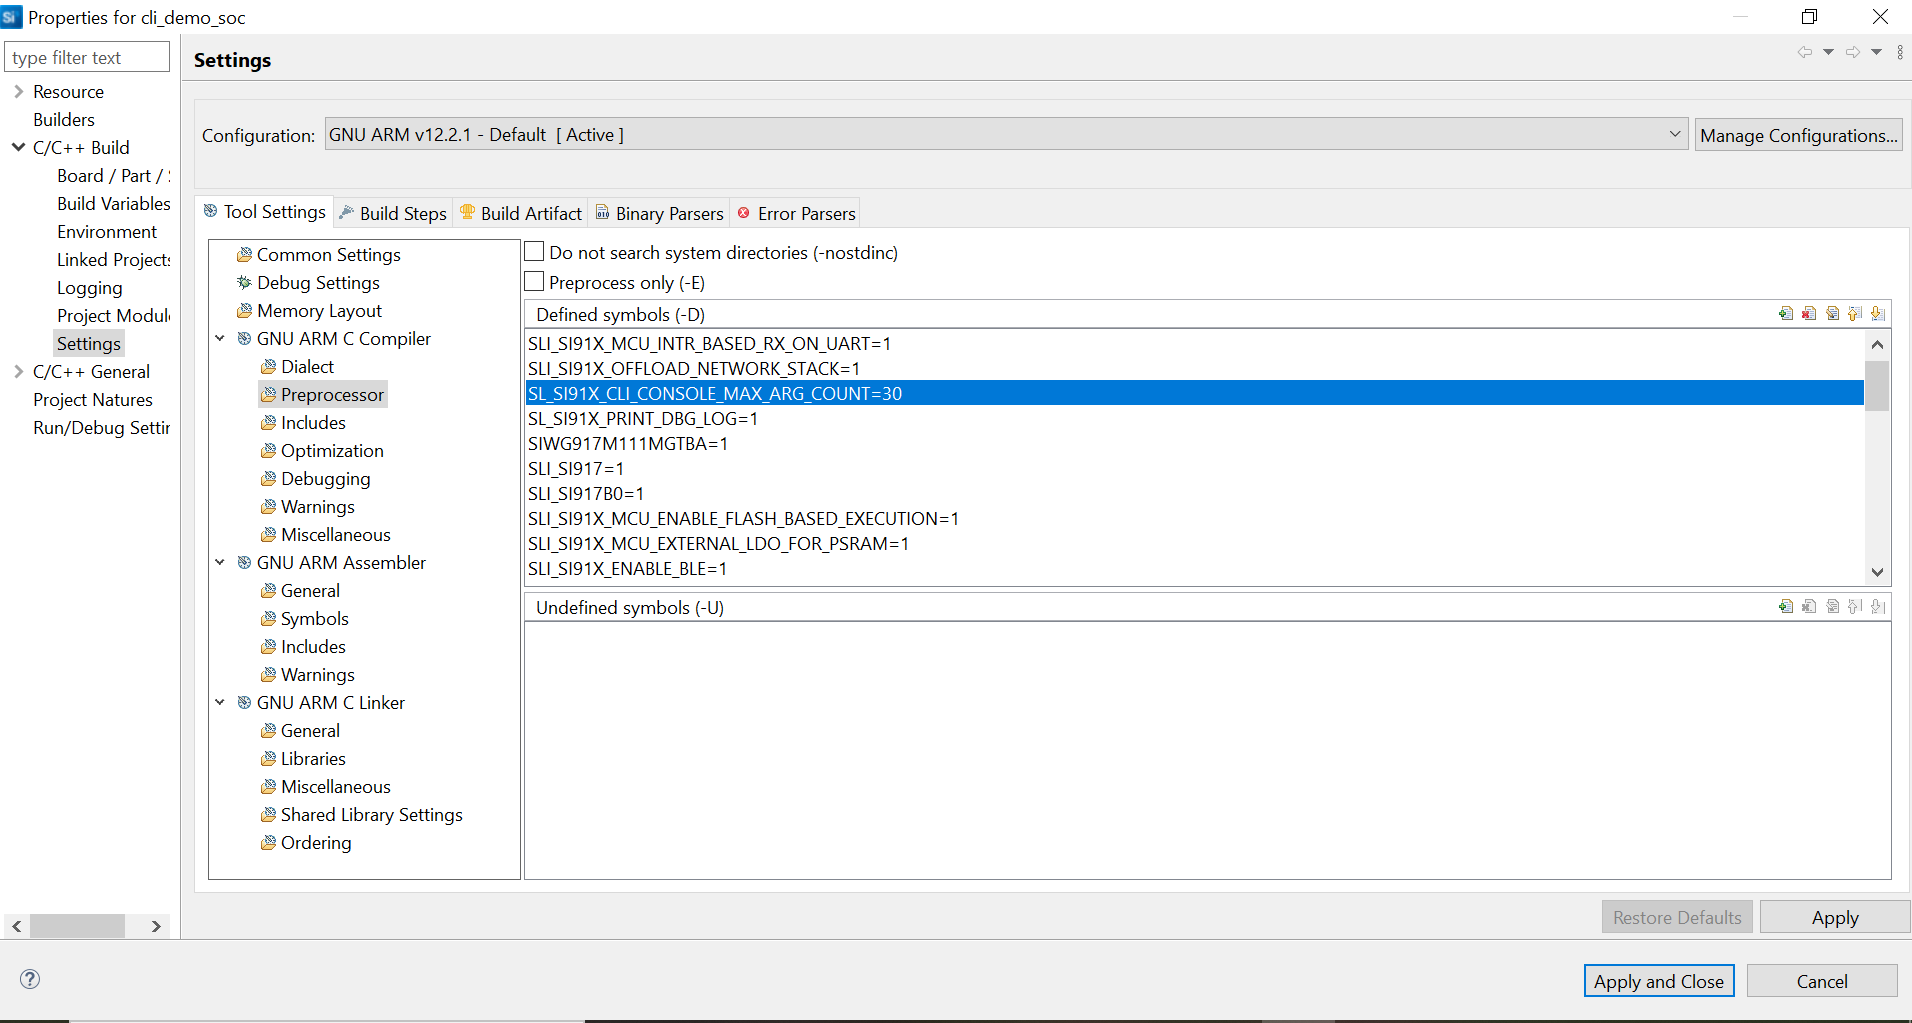 Si Properties for cli_demo_soc
type filter text
Resource
Builders
C/C++ Build
Board / Part /
Build Variables
Environment
Linked Projects
Logging
Project Modul
Settings
C/C++ General
Project Natures
Run/Debug Settin
Settings
Configuration: GNU ARM v12.2.1 - Default [ Active ] Manage Configurations...
Tool Settings Build Steps Build Artifact Binary Parsers Error Parsers
Common Settings
Debug Settings
Memory Layout
GNU ARM C Compiler
Dialect
Preprocessor
Includes
Optimization
Debugging
Warnings
Miscellaneous
GNU ARM Assembler
General
Symbols
Includes
Warnings
GNU ARM C Linker
General
Libraries
Miscellaneous
Shared Library Settings
Ordering
Do not search system directories (-nostdinc)
Preprocess only (-E)
Defined symbols (-D)
SLI_SI91X_MCU_INTR_BASED_RX_ON_UART=1
SLI_SI91X_OFFLOAD_NETWORK_STACK=1
SL_SI91X_CLI_CONSOLE_MAX_ARG_COUNT=30
SL_SI91X_PRINT_DBG_LOG=1
SIWG917M111MGTBA=1
SLI_SI917=1
SLI_SI917B0=1
SLI_SI91X_MCU_ENABLE_FLASH_BASED_EXECUTION=1
SLI_SI91X_MCU_EXTERNAL_LDO_FOR_PSRAM=1
SLI_SI91X_ENABLE_BLE=1
Undefined symbols (-U)
Restore Defaults Apply
Apply and Close Cancel